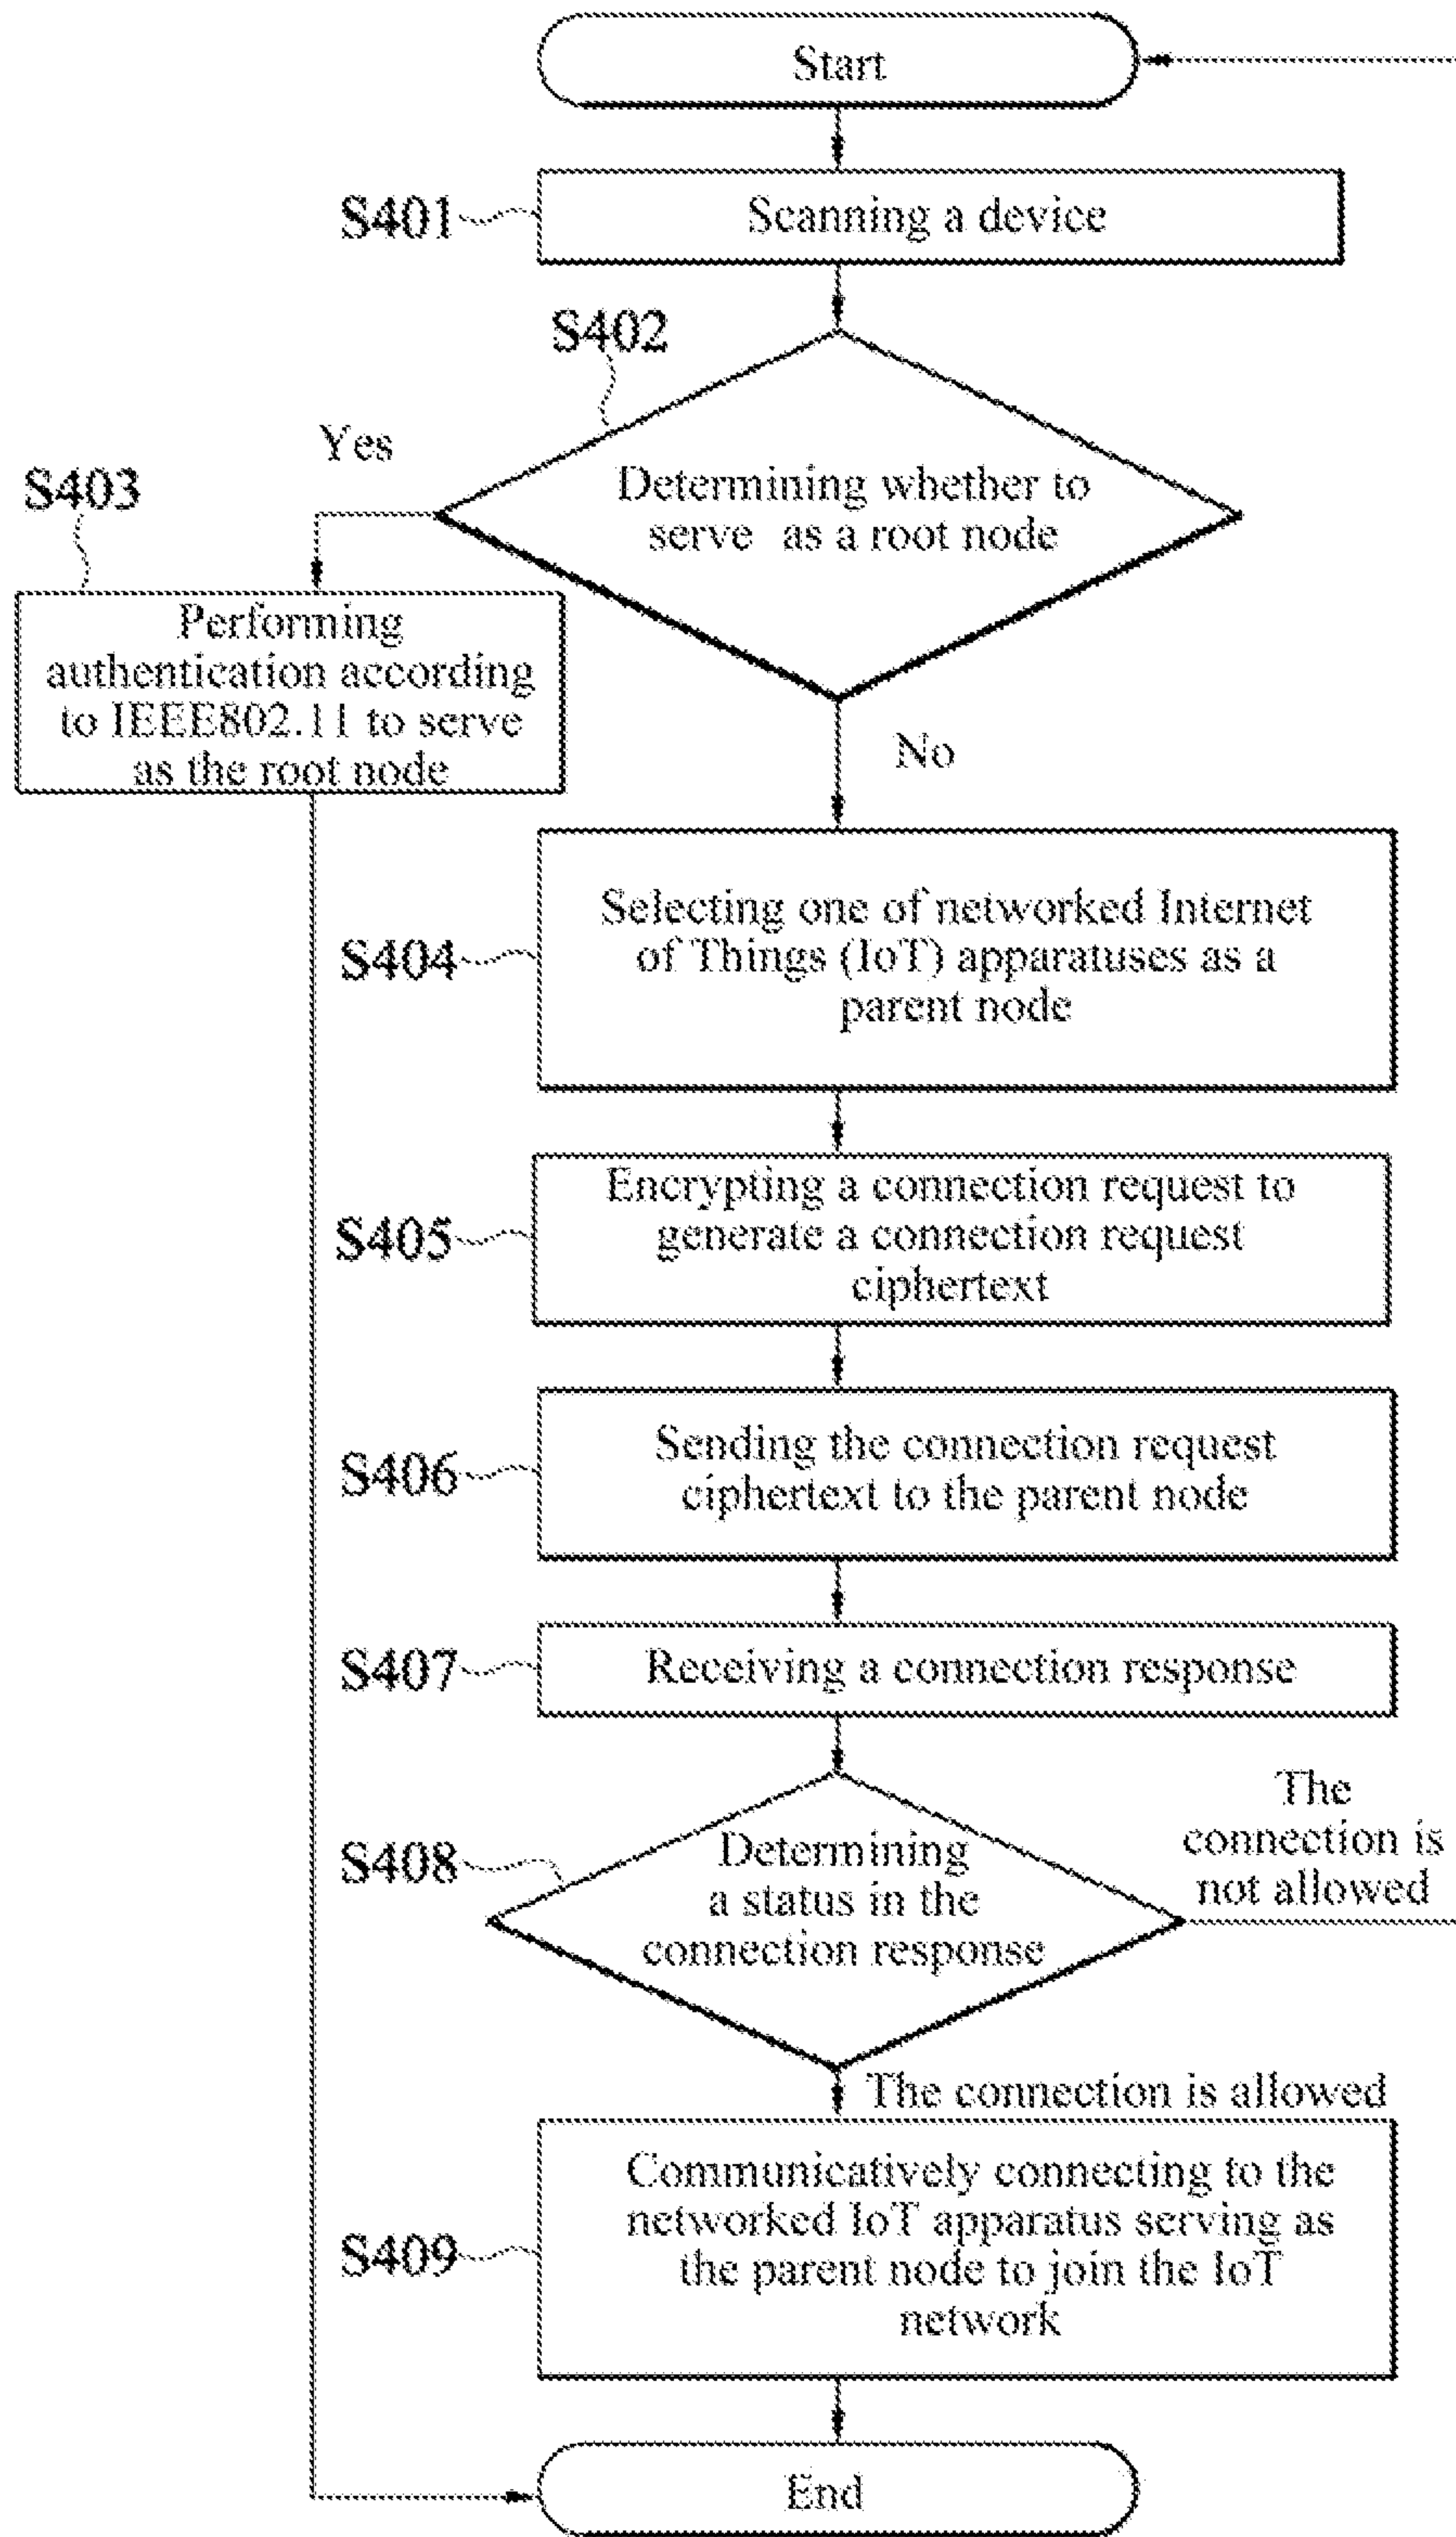 Start
S401
Scanning a device
S402
Yes
Determining whether to
serve as a root node
S403
Performing
authentication according
to IEEE802.11 to serve
as the root node
No
S404
Selecting one of networked Internet
of Things (IoT) apparatuses as a
parent node
S405
Encrypting a connection request to
generate a connection request
ciphertext
S406
Sending the connection request
ciphertext to the parent node
S407
Receiving a connection response
S408
Determining
a status in the
connection response
The
connection is
not allowed
The connection is allowed
S409
Communicatively connecting to the
networked IoT apparatus serving as
the parent node to join the IoT
network
End